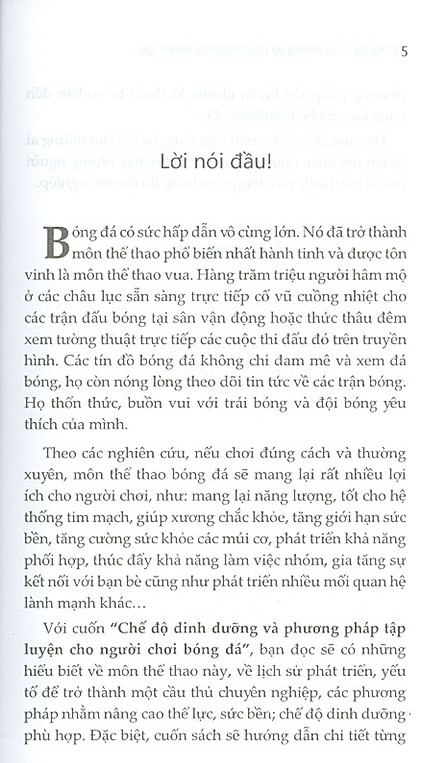 5
Lời nói đầu!
Bóng đá có sức hấp dẫn vô cùng lớn. Nó đã trở thành
môn thể thao phổ biến nhất hành tinh và được tôn
vinh là môn thể thao vua. Hàng trăm triệu người hâm mộ
ở các châu lục sẵn sàng trực tiếp cổ vũ cuồng nhiệt cho
các trận đấu bóng tại sân vận động hoặc thức thâu đêm
xem tường thuật trực tiếp các cuộc thi đấu đó trên truyền
hình. Các tín đồ bóng đá không chỉ đam mê và xem đá
bóng, họ còn nóng lòng theo dõi tin tức về các trận bóng.
Họ thổn thức, buồn vui với trái bóng và đội bóng yêu
thích của mình.
Theo các nghiên cứu, nếu chơi đúng cách và thường
xuyên, môn thể thao bóng đá sẽ mang lại rất nhiều lợi
ích cho người chơi, như: mang lại năng lượng, tốt cho hệ
thống tim mạch, giúp xương chắc khỏe, tăng giới hạn sức
bền, tăng cường sức khỏe các múi cơ, phát triển khả năng
phối hợp, thúc đẩy khả năng làm việc nhóm, gia tăng sự
kết nối với bạn bè cũng như phát triển nhiều mối quan hệ
lành mạnh khác…
Với cuốn “Chế độ dinh dưỡng và phương pháp tập
luyện cho người chơi bóng đá”, bạn đọc sẽ có những
hiểu biết về môn thể thao này, về lịch sử phát triển, yếu
tố để trở thành một cầu thủ chuyên nghiệp, các phương
pháp nhằm nâng cao thể lực, sức bền; chế độ dinh dưỡng
phù hợp. Đặc biệt, cuốn sách sẽ hướng dẫn chi tiết từng